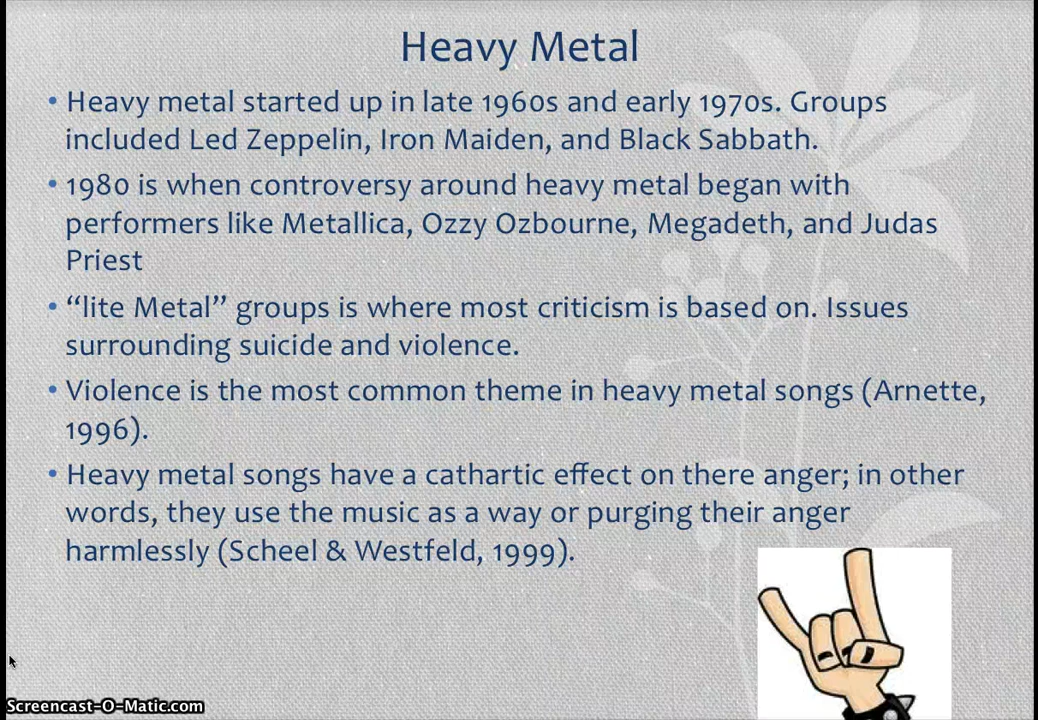 Heavy Metal
• Heavy metal started up in late 1960s and early 1970s. Groups
included Led Zeppelin, Iron Maiden, and Black Sabbath.
• 1980 is when controversy around heavy metal began with
performers like Metallica, Ozzy Ozbourne, Megadeth, and Judas
Priest
• “lite Metal” groups is where most criticism is based on. Issues
surrounding suicide and violence.
• Violence is the most common theme in heavy metal songs (Arnette,
1996).
• Heavy metal songs have a cathartic effect on there anger; in other
words, they use the music as a way or purging their anger
harmlessly (Scheel & Westfeld, 1999).
Screencast-O-Matic.com